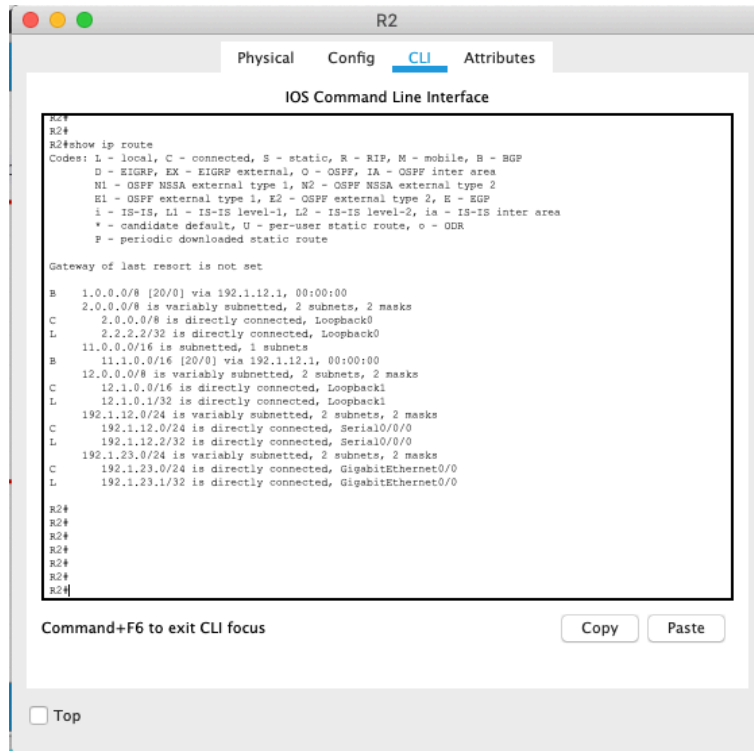 R2
Physical Config CLI Attributes
IOS Command Line Interface
R2#
R2#
R2#show ip route
Codes: L - local, C - connected, S - static, R - RIP, M - mobile, B - BGP
D - EIGRP, EX - EIGRP external, O - OSPF, IA - OSPF inter area
N1 - OSPF NSSA external type 1, N2 - OSPF NSSA external type 2
E1 - OSPF external type 1, E2 - OSPF external type 2, E - EGP
i - IS-IS, L1 - IS-IS level-1, L2 - IS-IS level-2, ia - IS-IS inter area
* - candidate default, U - per-user static route, o - ODR
P - periodic downloaded static route
Gateway of last resort is not set
B 1.0.0.0/8 [20/0] via 192.1.12.1, 00:00:00
2.0.0.0/8 is variably subnetted, 2 subnets, 2 masks
C 2.0.0.0/8 is directly connected, Loopback0
L 2.2.2.2/32 is directly connected, Loopback0
11.0.0.0/16 is subnetted, 1 subnets
B 11.1.0.0/16 [20/0] via 192.1.12.1, 00:00:00
12.0.0.0/8 is variably subnetted, 2 subnets, 2 masks
C 12.1.0.0/16 is directly connected, Loopback1
L 12.1.0.1/32 is directly connected, Loopback1
192.1.12.0/24 is variably subnetted, 2 subnets, 2 masks
C 192.1.12.0/24 is directly connected, Serial0/0/0
L 192.1.12.2/32 is directly connected, Serial0/0/0
192.1.23.0/24 is variably subnetted, 2 subnets, 2 masks
C 192.1.23.0/24 is directly connected, GigabitEthernet0/0
L 192.1.23.1/32 is directly connected, GigabitEthernet0/0
R2#
R2#
R2#
R2#
R2#
R2#
R2#
Command+F6 to exit CLI focus
Copy Paste
Top